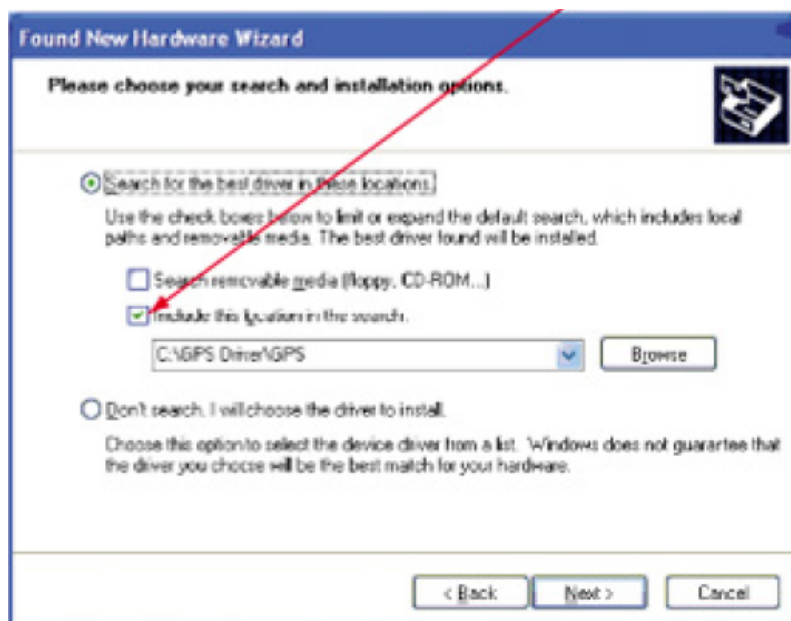 Found New Hardware Wizard
Please choose your search and installation options.
Search for the best driver in these locations.
Use the check boxes below to limit or expand the default search, which includes local
paths and removable media. The best driver found will be installed.
Search removable media (floppy, CD-ROM...)
Include this location in the search.
C:\GPS Driver\GPS
Browse
Don't search. I will choose the driver to install.
Choose this option to select the device driver from a list. Windows does not guarantee that
the driver you choose will be the best match for your hardware.
< Back
Next >
Cancel